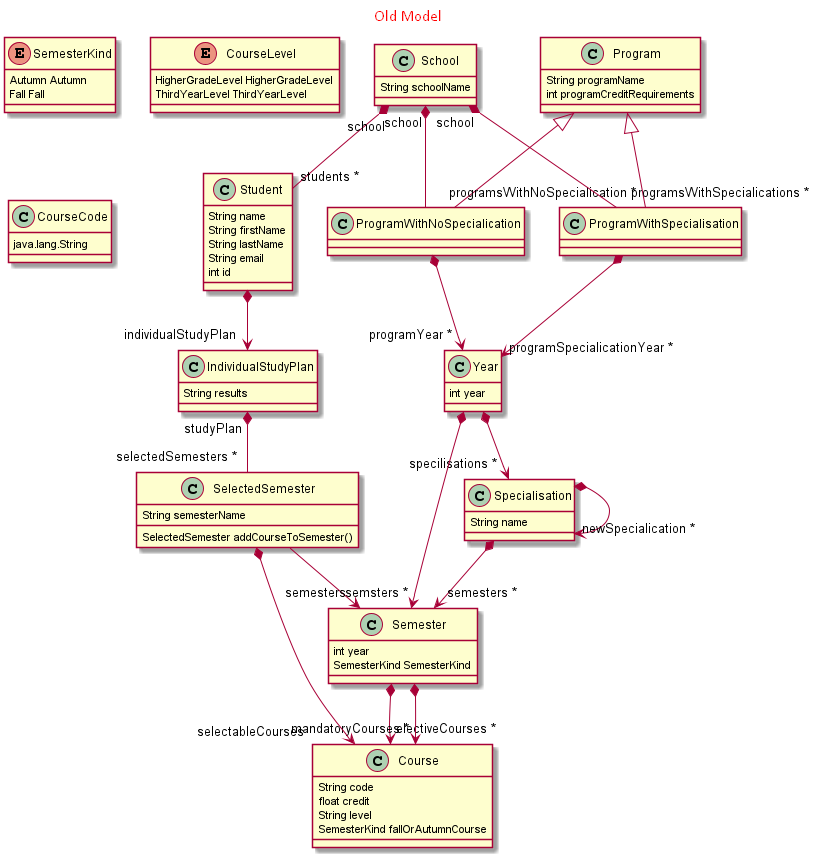 Old Model
E SemesterKind
Autumn Autumn
Fall Fall
E CourseLevel
HigherGradeLevel HigherGradeLevel
ThirdYearLevel ThirdYearLevel
C School
String schoolName
C Program
String programName
int programCreditRequirements
school
school
school
students *
programsWithNoSpecialication *
programsWithSpecialications *
C CourseCode
java.lang.String
C Student
String name
String firstName
String lastName
String email
int id
C ProgramWithNoSpecialication
C ProgramWithSpecialisation
individualStudyPlan
programYear *
programSpecialicationYear *
C IndividualStudyPlan
String results
C Year
int year
studyPlan
selectedSemesters *
specilisations *
C SelectedSemester
String semesterName
SelectedSemester addCourseToSemester()
C Specialisation
String name
newSpecialication *
semesters
semsters *
semesters *
C Semester
int year
SemesterKind SemesterKind
selectableCourses
mandatoryCourses *
electiveCourses *
C Course
String code
float credit
String level
SemesterKind fallOrAutumnCourse